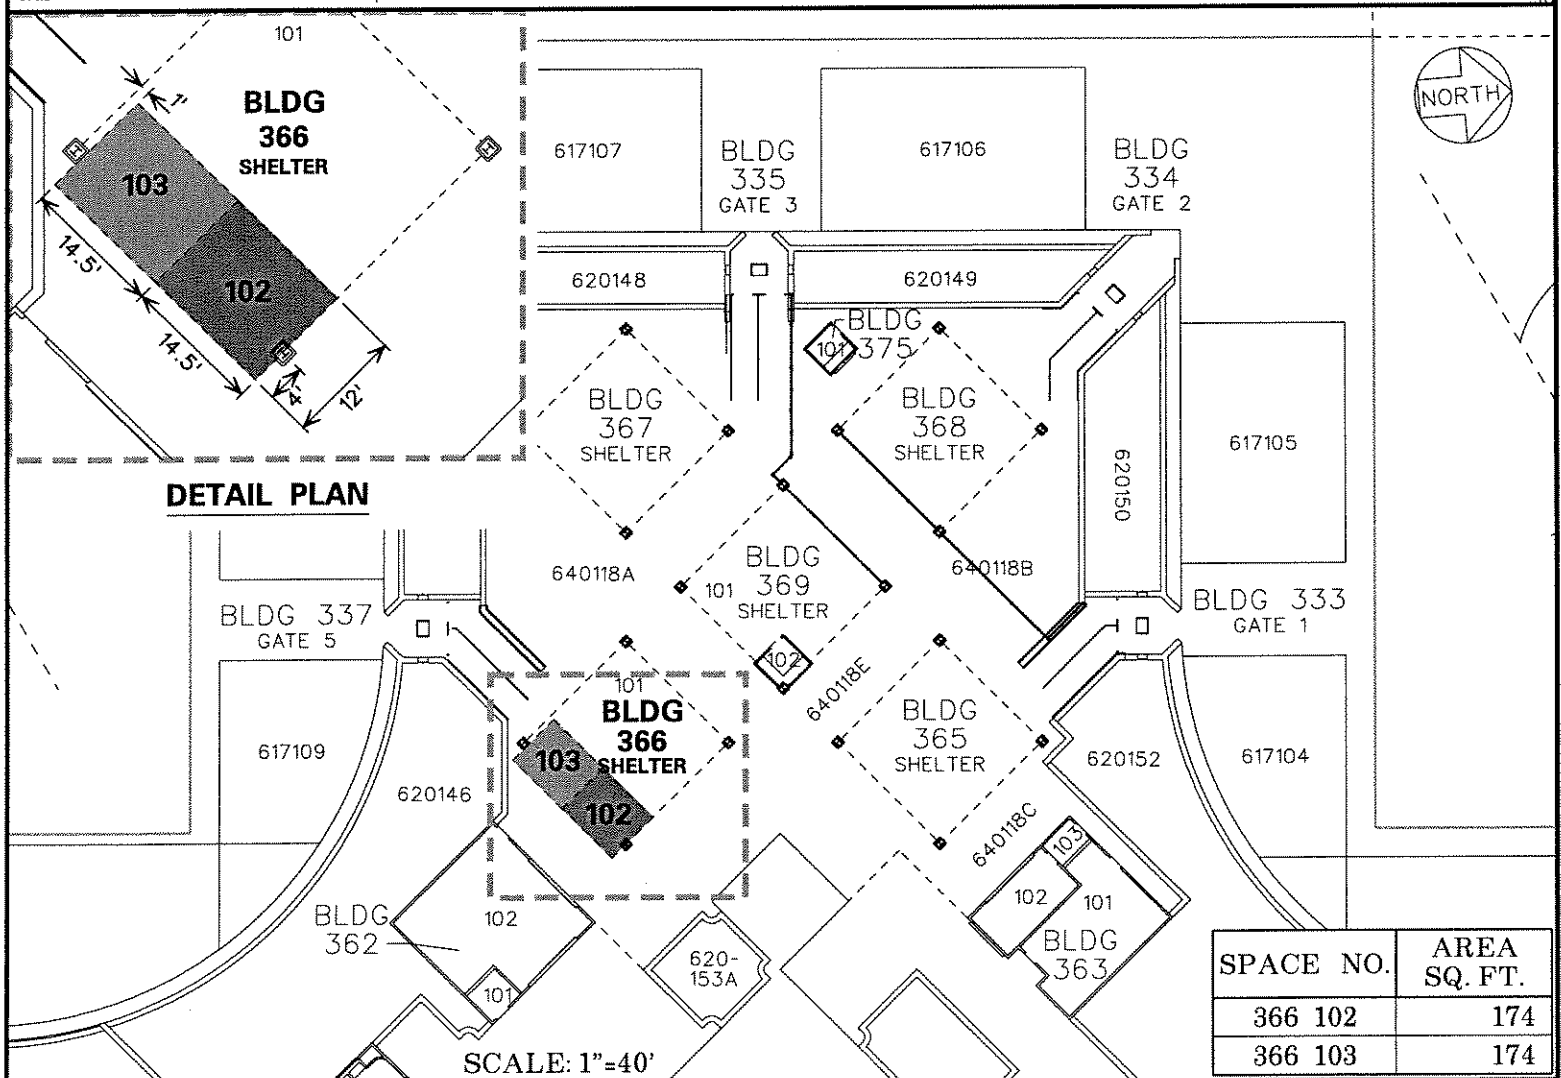 101
1'
BLDG
366
SHELTER
103
102
14.5'
14.5'
4'
12'
DETAIL PLAN
NORTH
617107
BLDG
335
GATE 3
617106
BLDG
334
GATE 2
620148
620149
BLDG
375
101
BLDG
367
SHELTER
BLDG
368
SHELTER
620150
617105
640118A
BLDG
369
SHELTER
101
102
640118B
BLDG 337
GATE 5
BLDG 333
GATE 1
640118E
101
BLDG
366
SHELTER
103
102
BLDG
365
SHELTER
617109
620146
620152
617104
640118C
BLDG
362
102
101
620-
153A
103
102
101
BLDG
363
SPACE NO. AREA SQ. FT.
366 102 174
366 103 174
SCALE: 1"=40'